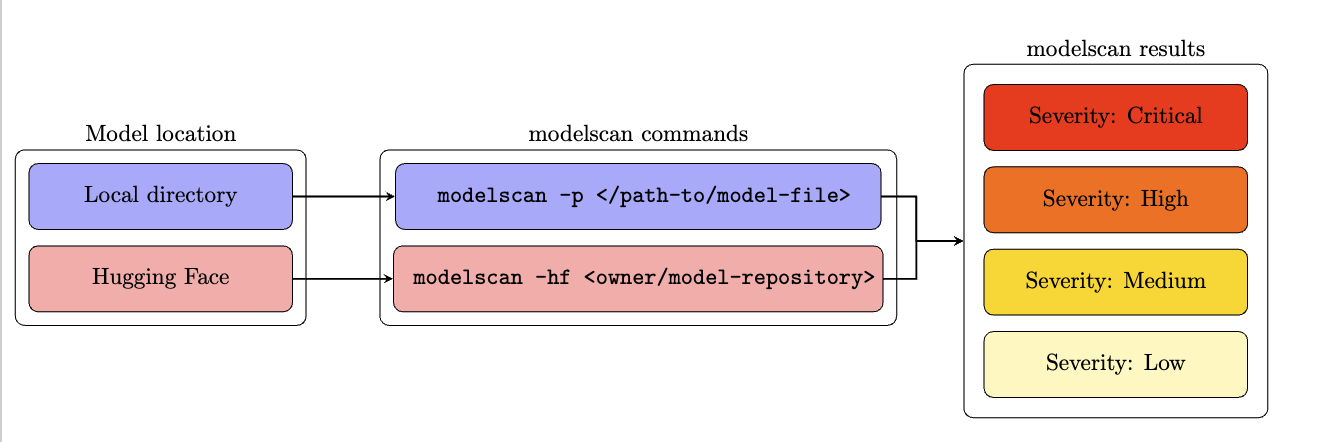 Model location
Local directory
Hugging Face
modelscan commands
modelscan -p </path-to/model-file>
modelscan -hf <owner/model-repository>
modelscan results
Severity: Critical
Severity: High
Severity: Medium
Severity: Low